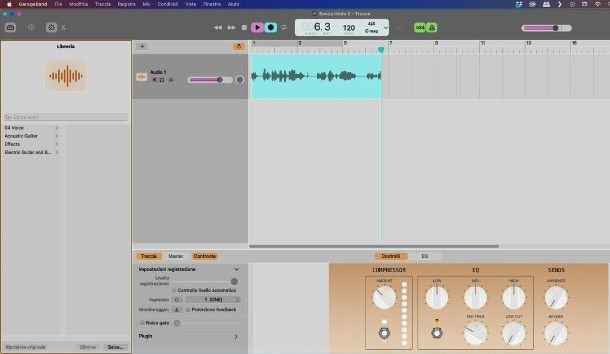 GarageBand File Modifica Traccia Registra Mix Condividi Vista Finestra Aiuto
Senza titolo 2 - Tracce
6.3 120 4/4
C mag
Libreria
Cerca suoni
04 Voice
Acoustic Guitar
Effects
Electric Guitar and B...
Ripristina originale Elimina Salva...
1 3 5 7 9 11 13 15
Audio 1
Traccia Master Confronta
Controlli EQ
Impostazioni registrazione
Livello
registrazione:
Controllo livello automatico
Ingresso: 1 (CNB)
Monitoraggio: Protezione feedback
Noise gate
Plugin
COMPRESSOR
AMOUNT
EQ
LOW MID HIGH
MID FREQ LOW CUT
SENDS
AMBIENCE
REVERB